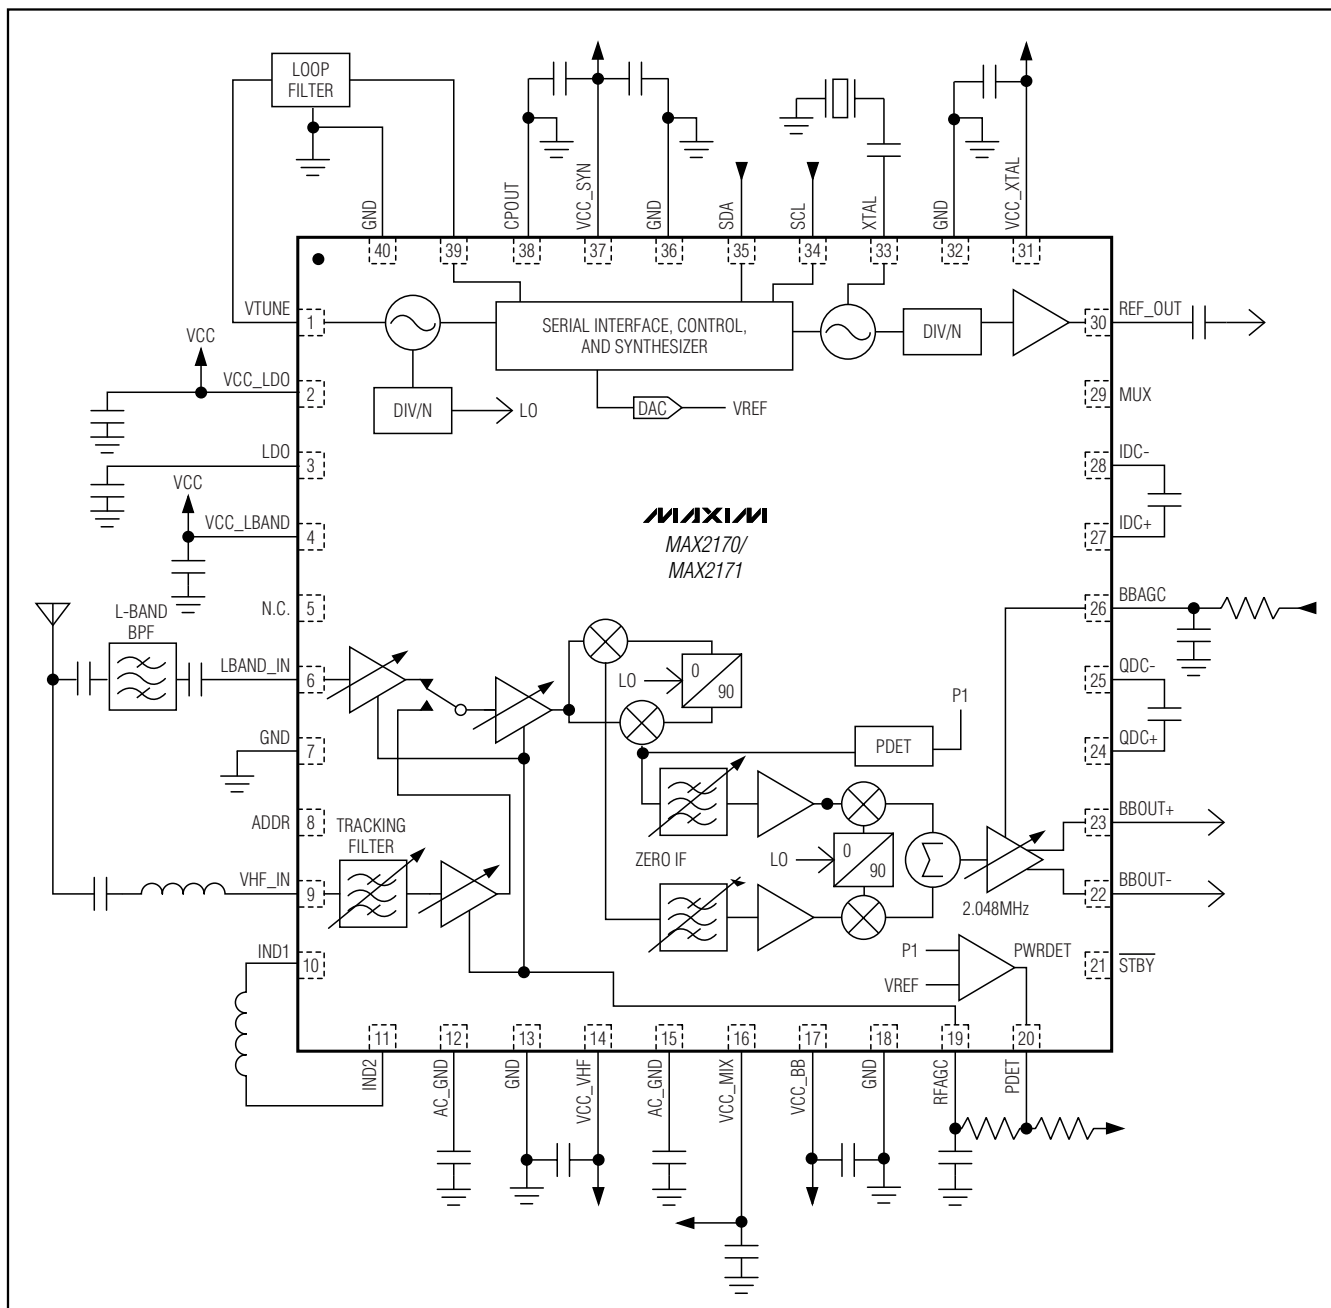 LOOP
FILTER
GND
CPOUT
VCC_SYN
GND
SDA
SCL
XTAL
GND
VCC_XTAL
40
39
38
37
36
35
34
33
32
31
VTUNE
1
SERIAL INTERFACE, CONTROL,
AND SYNTHESIZER
DIV/N
30
REF_OUT
VCC
VCC_LDO
2
DIV/N
LO
DAC
VREF
29
MUX
LDO
3
28
IDC-
VCC
VCC_LBAND
4
MAXIM
MAX2170/
MAX2171
27
IDC+
N.C.
5
26
BBAGC
L-BAND
BPF
LBAND_IN
6
LO
0
90
25
QDC-
P1
GND
7
PDET
24
QDC+
ADDR
8
TRACKING
FILTER
ZERO IF
LO
0
90
Σ
23
BBOUT+
VHF_IN
9
2.048MHz
22
BBOUT-
IND1
10
P1
VREF
PWRDET
21
STBY
11
12
13
14
15
16
17
18
19
20
IND2
AC_GND
GND
VCC_VHF
AC_GND
VCC_MIX
VCC_BB
GND
RFAGC
PDET